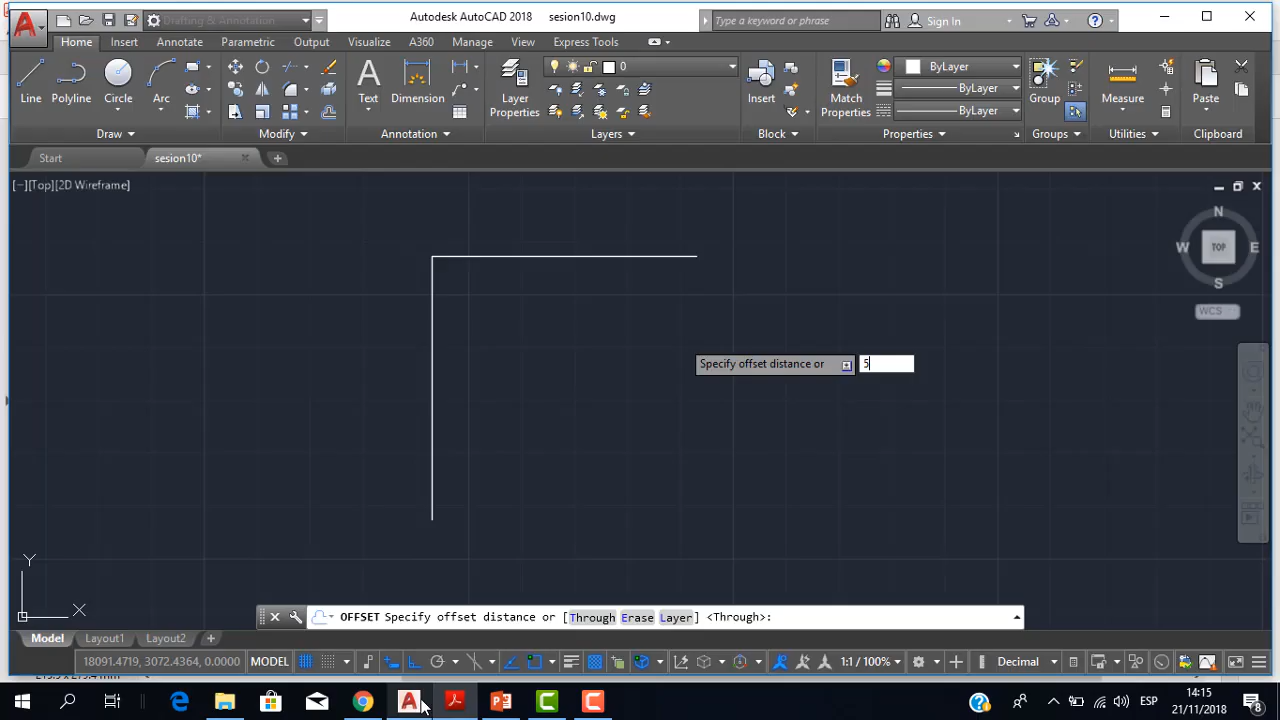 Drafting & Annotation
Autodesk AutoCAD 2018 sesion10.dwg
Type a keyword or phrase
Sign In
Home Insert Annotate Parametric Output Visualize A360 Manage View Express Tools
0
ByLayer
ByLayer
ByLayer
Line Polyline Circle Arc Text Dimension Layer Properties Insert Match Properties Group Measure Paste
Draw Modify Annotation Layers Block Properties Groups Utilities Clipboard
Start sesion10*
[−][Top][2D Wireframe]
N
W TOP E
S
WCS
Specify offset distance or 5
Y
X
OFFSET Specify offset distance or [Through Erase Layer] <Through>:
Model Layout1 Layout2
18091.4719, 3072.4364, 0.0000 MODEL 1:1 / 100% Decimal
ESP
14:15
21/11/2018